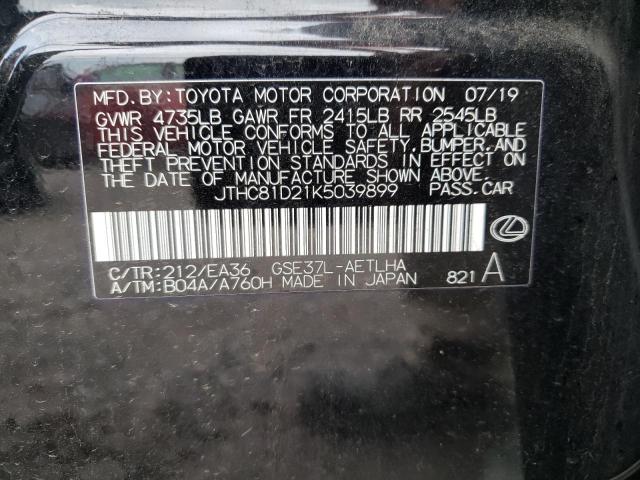 MFD.BY:TOYOTA MOTOR CORPORATION 07/19
GVWR 4735LB GAWR FR 2415LB RR 2545LB
THIS VEHICLE CONFORMS TO ALL APPLICABLE
FEDERAL MOTOR VEHICLE SAFETY,BUMPER,AND
THEFT PREVENTION STANDARDS IN EFFECT ON
THE DATE OF MANUFACTURE SHOWN ABOVE.
JTHC81D21K5039899 PASS.CAR
C/TR:212/EA36 GSE37L-AETLHA
A/TM:B04A/A760H MADE IN JAPAN 821 A